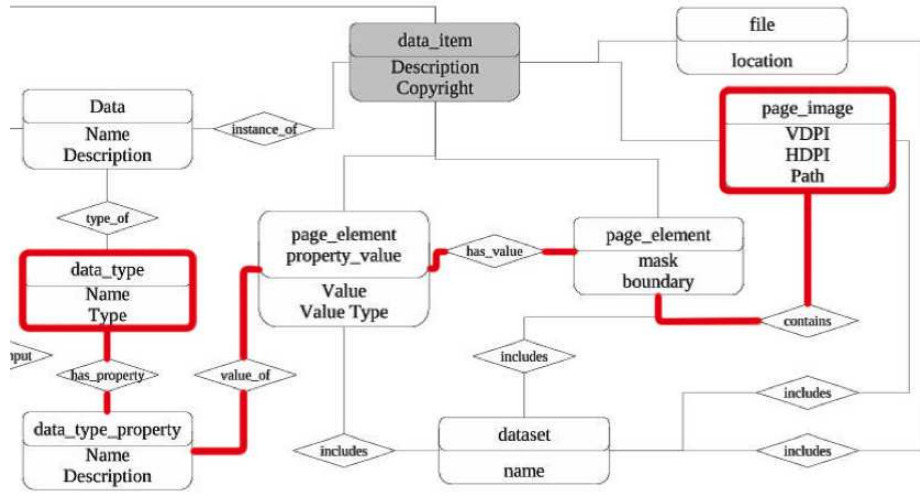 data_item
Description
Copyright
file
location
Data
Name
Description
instance_of
page_image
VDPI
HDPI
Path
type_of
page_element
property_value
Value
Value Type
has_value
page_element
mask
boundary
data_type
Name
Type
contains
includes
has_property
value_of
includes
data_type_property
Name
Description
includes
dataset
name
includes